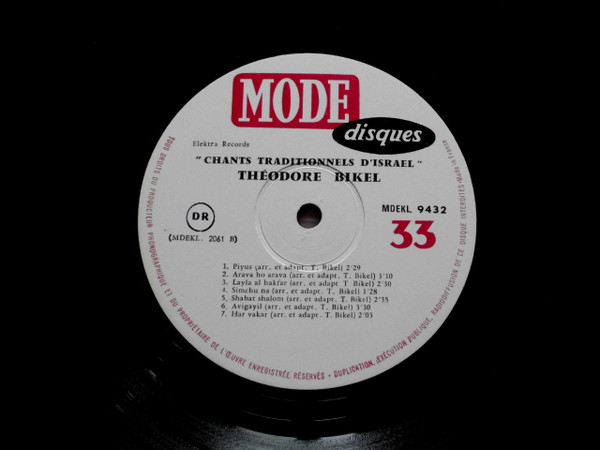 MODE
disques
Elektra Records
"CHANTS TRADITIONNELS D'ISRAEL"
THÉODORE BIKEL
DR
(MDEKL. 2061 B)
MDEKL 9432
33
1. Piyus (arr. et adapt. T. Bikel) 2'29
2. Arava ho arava (arr. et adapt. T. Bikel) 3'10
3. Layla al hakfar (arr. et adapt T. Bikel) 2'30
4. Simchu na (arr. et adapt. T. Bikel) 1'28
5. Shabat shalom (arr. et adapt. T. Bikel) 2'35
6. Avigayil (arr. et adapt. T. Bikel) 3'30
7. Har vakar (arr. et adapt. T. Bikel) 2'03
TOUS DROITS DU PRODUCTEUR PHONOGRAPHIQUE ET DU PROPRIÉTAIRE DE L'ŒUVRE ENREGISTRÉE RÉSERVÉS • DUPLICATION, EXÉCUTION PUBLIQUE, RADIODIFFUSION DE CE DISQUE INTERDITES • Made in France